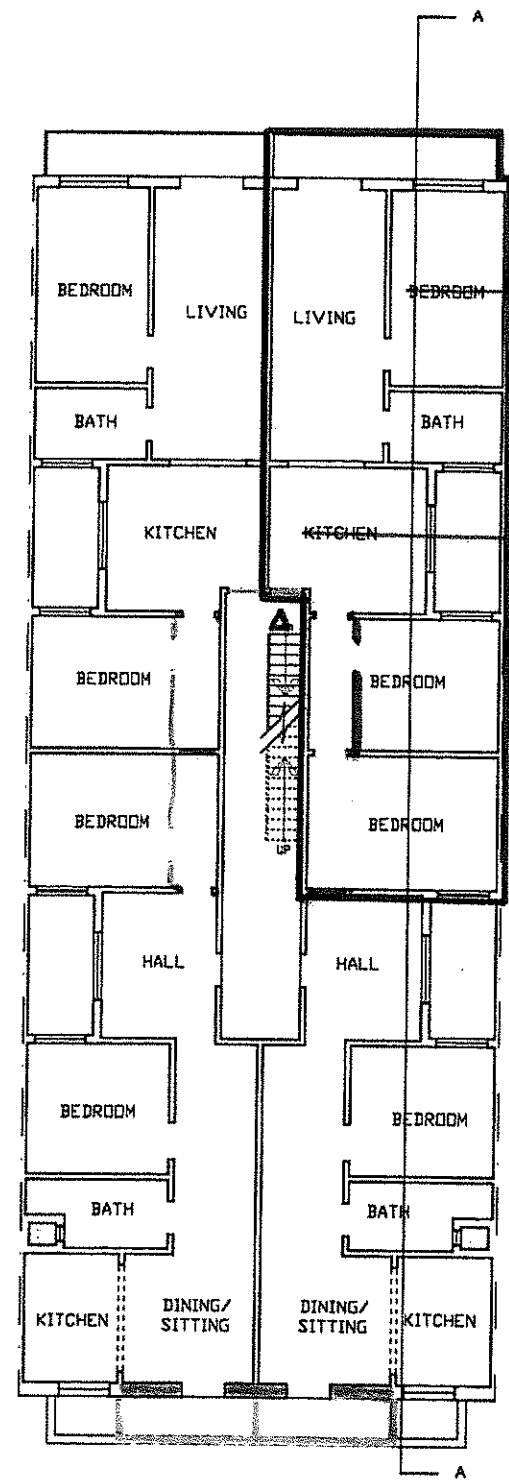 A
BEDROOM
LIVING
LIVING
BEDROOM
BATH
BATH
KITCHEN
KITCHEN
BEDROOM
BEDROOM
BEDROOM
BEDROOM
UP
HALL
HALL
BEDROOM
BEDROOM
BATH
BATH
KITCHEN
DINING/
SITTING
DINING/
SITTING
KITCHEN
A